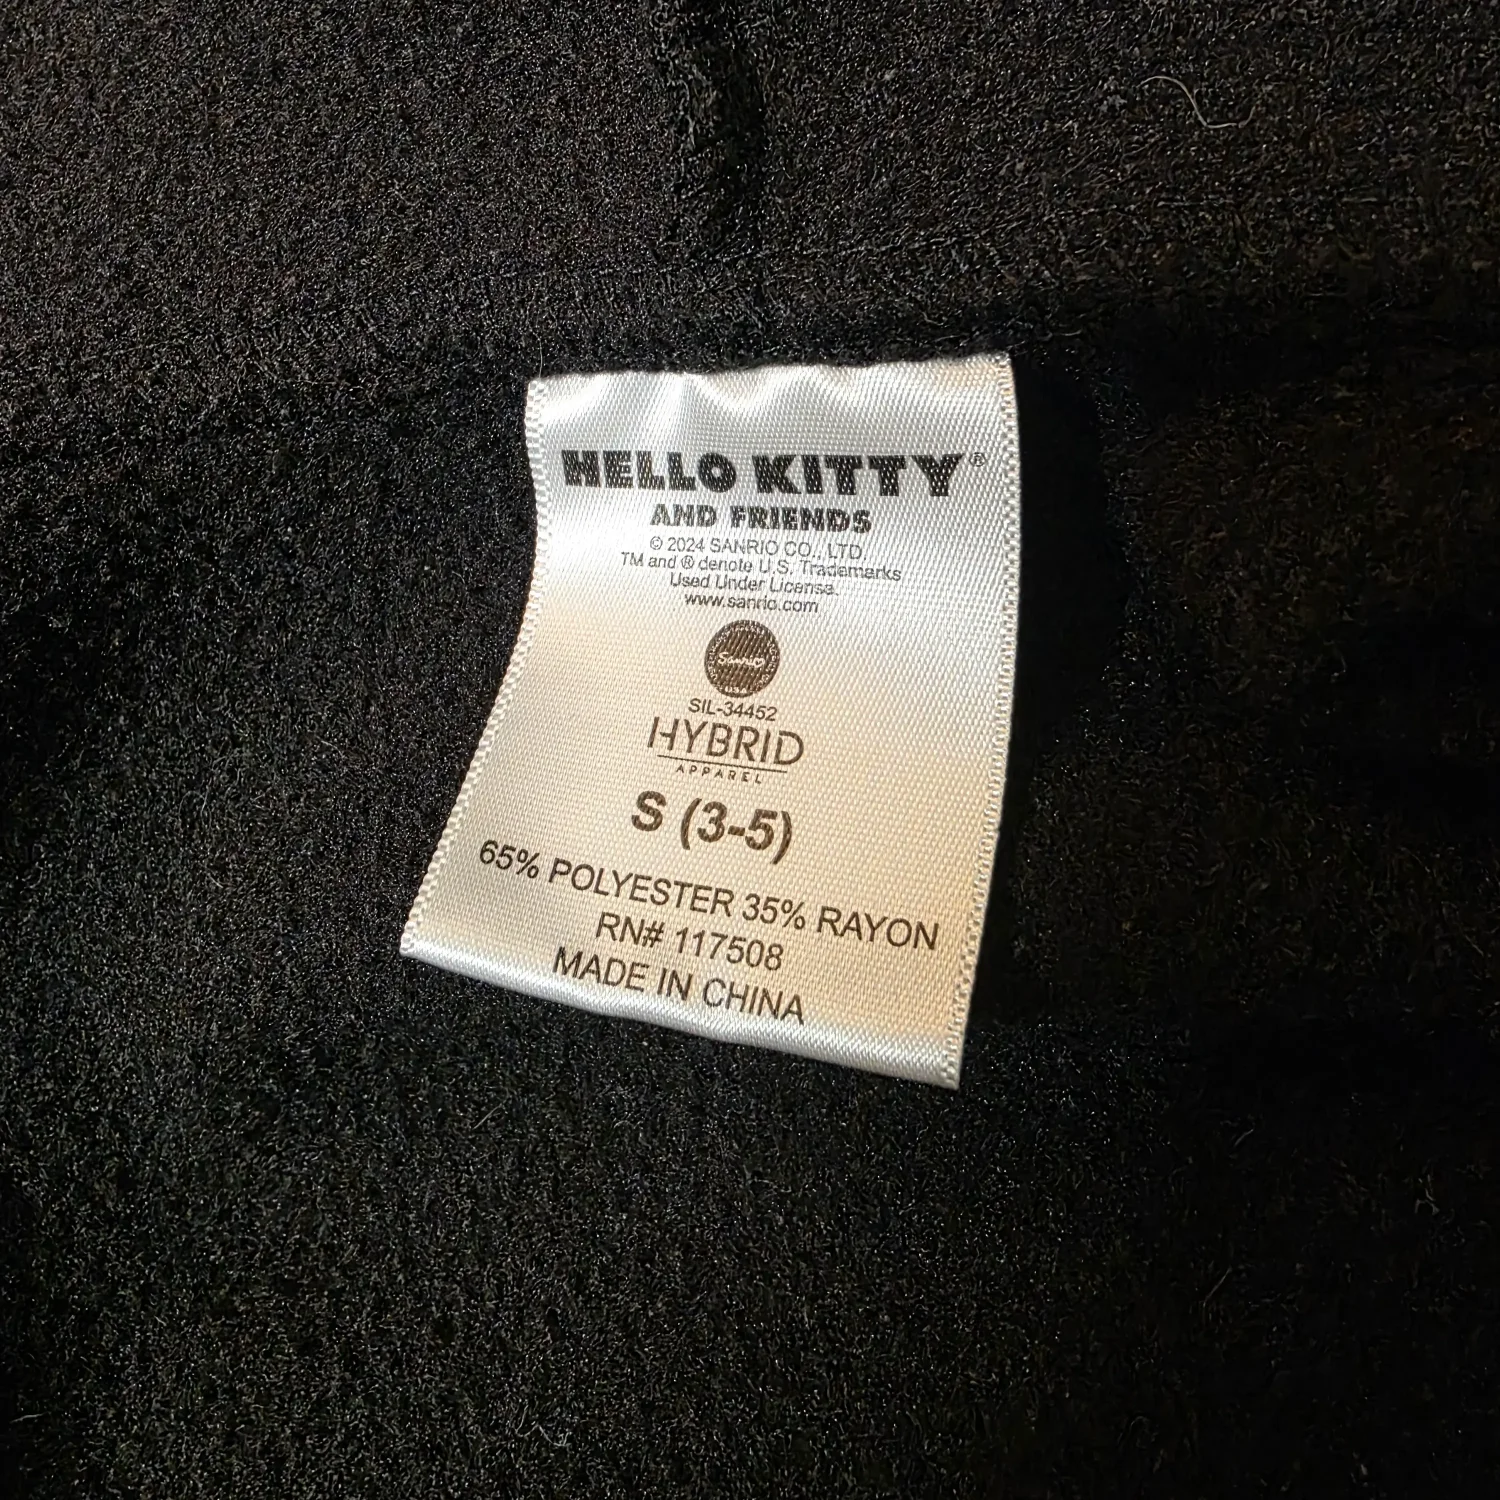 HELLO KITTY®
AND FRIENDS
© 2024 SANRIO CO., LTD.
TM and ® denote U.S. Trademarks
Used Under License.
www.sanrio.com
Sanrio
SIL-34452
HYBRID
APPAREL
S (3-5)
65% POLYESTER 35% RAYON
RN# 117508
MADE IN CHINA